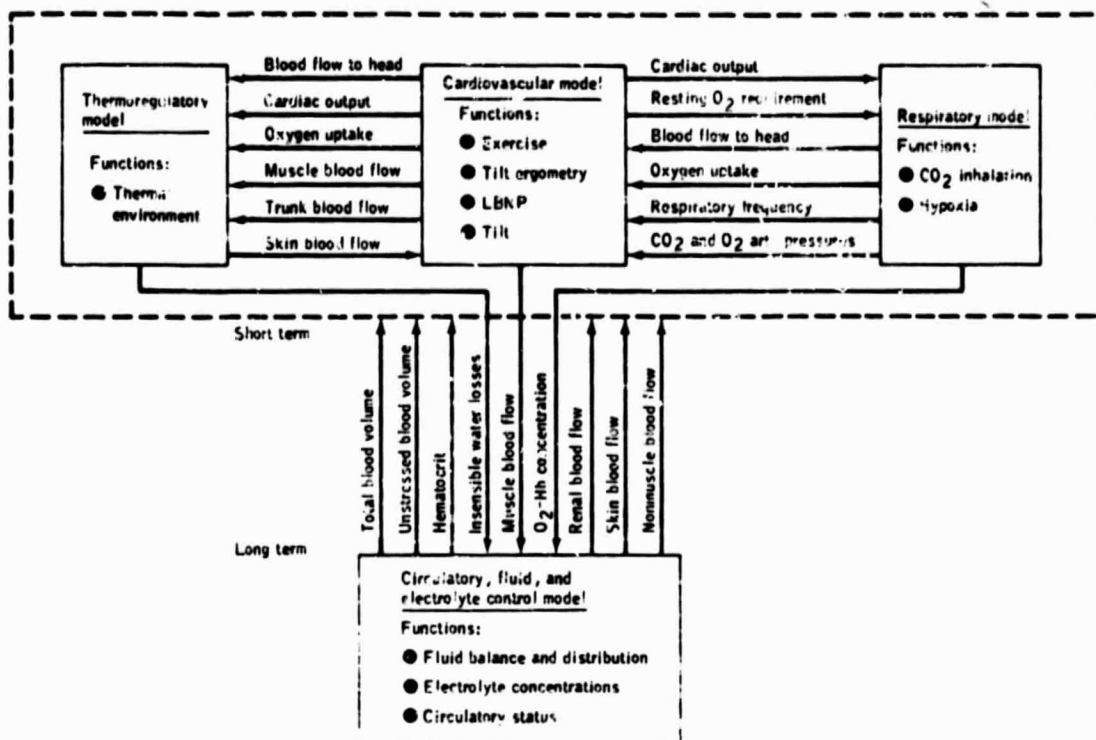 Blood flow to head
Cardiac output
Oxygen uptake
Muscle blood flow
Trunk blood flow
Skin blood flow
Thermoregulatory
model
Functions:
● Thermal
environment
Cardiovascular model
Functions:
● Exercise
● Tilt ergometry
● LBNP
● Tilt
Cardiac output
Resting O2 requirement
Blood flow to head
Oxygen uptake
Respiratory frequency
CO2 and O2 art. pressures
Respiratory model
Functions:
● CO2 inhalation
● Hypoxia
Short term
Total blood volume
Unstressed blood volume
Hematocrit
Insensible water losses
Muscle blood flow
O2-Hb concentration
Renal blood flow
Skin blood flow
Nonmuscle blood flow
Long term
Circulatory, fluid, and
electrolyte control model
Functions:
● Fluid balance and distribution
● Electrolyte concentrations
● Circulatory status